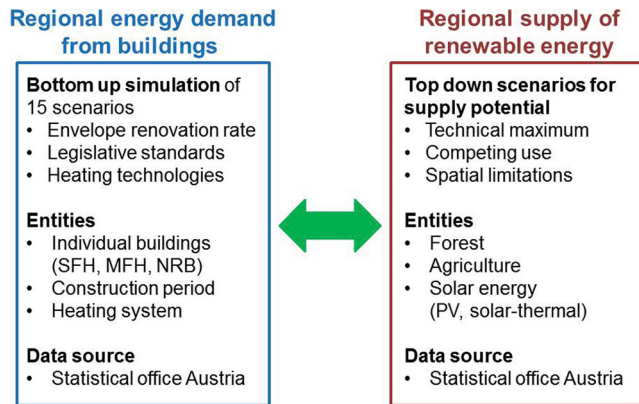 Regional energy demand
from buildings
Bottom up simulation of
15 scenarios
• Envelope renovation rate
• Legislative standards
• Heating technologies
Entities
• Individual buildings
(SFH, MFH, NRB)
• Construction period
• Heating system
Data source
• Statistical office Austria
Regional supply of
renewable energy
Top down scenarios for
supply potential
• Technical maximum
• Competing use
• Spatial limitations
Entities
• Forest
• Agriculture
• Solar energy
(PV, solar-thermal)
Data source
• Statistical office Austria